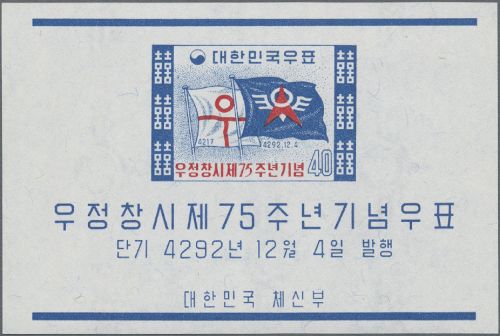 대한민국우표
우
4217
4292.12.4
우정창시제75주년기념
40
우정창시제75주년기념우표
단기 4292년 12월 4일 발행
대한민국 체신부